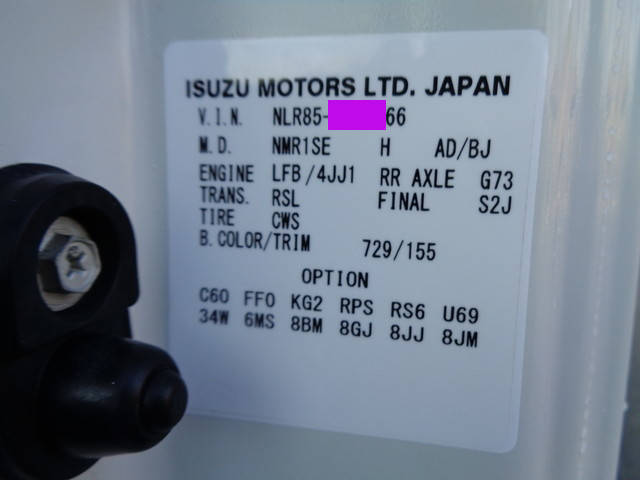 ISUZU MOTORS LTD. JAPAN
V.I.N. NLR85-66
M.D. NMR1SE H AD/BJ
ENGINE LFB/4JJ1 RR AXLE G73
TRANS. RSL FINAL S2J
TIRE CWS
B.COLOR/TRIM 729/155
OPTION
C60 FF0 KG2 RPS RS6 U69
34W 6MS 8BM 8GJ 8JJ 8JM